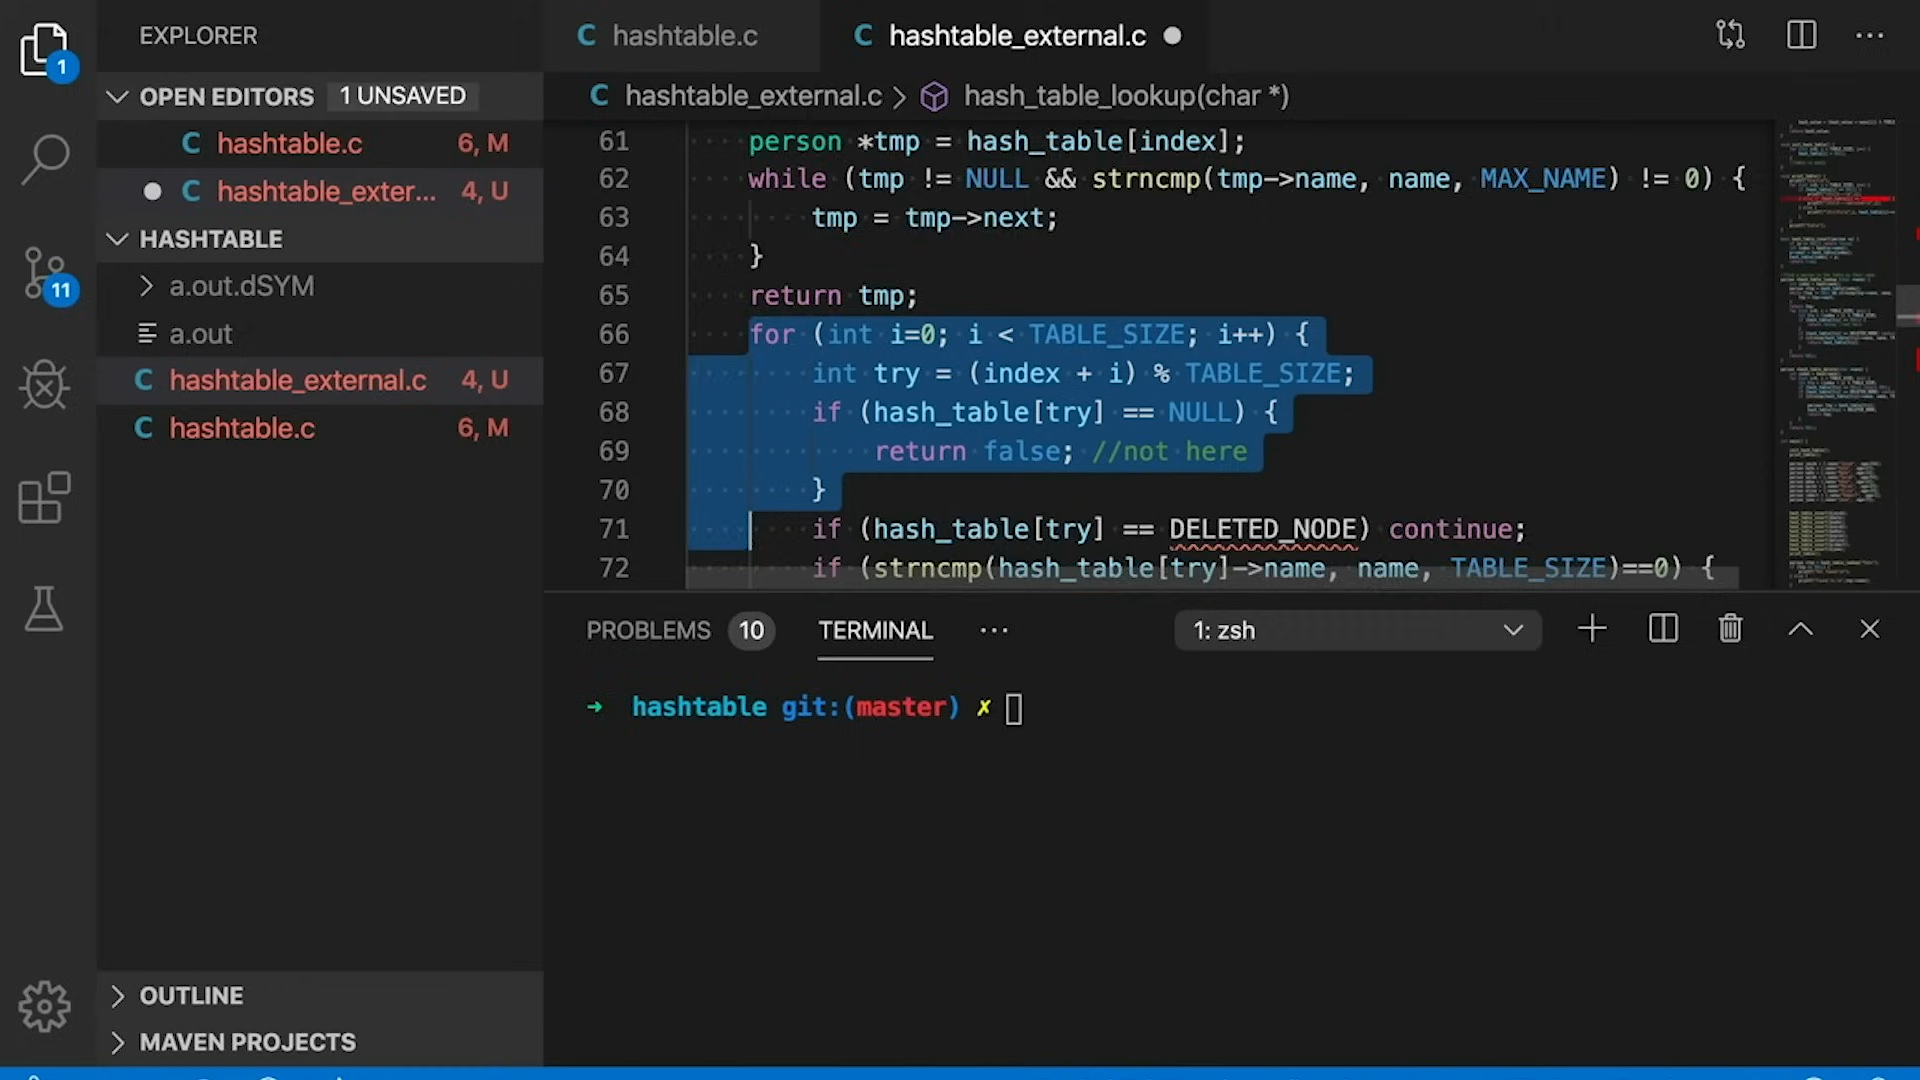 EXPLORER
C hashtable.c
C hashtable_external.c
1
OPEN EDITORS 1 UNSAVED
C hashtable_external.c > hash_table_lookup(char *)
C hashtable.c 6, M
C hashtable_exter... 4, U
HASHTABLE
11
a.out.dSYM
a.out
C hashtable_external.c 4, U
C hashtable.c 6, M
OUTLINE
MAVEN PROJECTS
61 person *tmp = hash_table[index];
62 while (tmp != NULL && strncmp(tmp->name, name, MAX_NAME) != 0) {
63 tmp = tmp->next;
64 }
65 return tmp;
66 for (int i=0; i < TABLE_SIZE; i++) {
67 int try = (index + i) % TABLE_SIZE;
68 if (hash_table[try] == NULL) {
69 return false; //not here
70 }
71 if (hash_table[try] == DELETED_NODE) continue;
72 if (strncmp(hash_table[try]->name, name, TABLE_SIZE)==0) {
PROBLEMS 10 TERMINAL ... 1: zsh
➜ hashtable git:(master) ✗